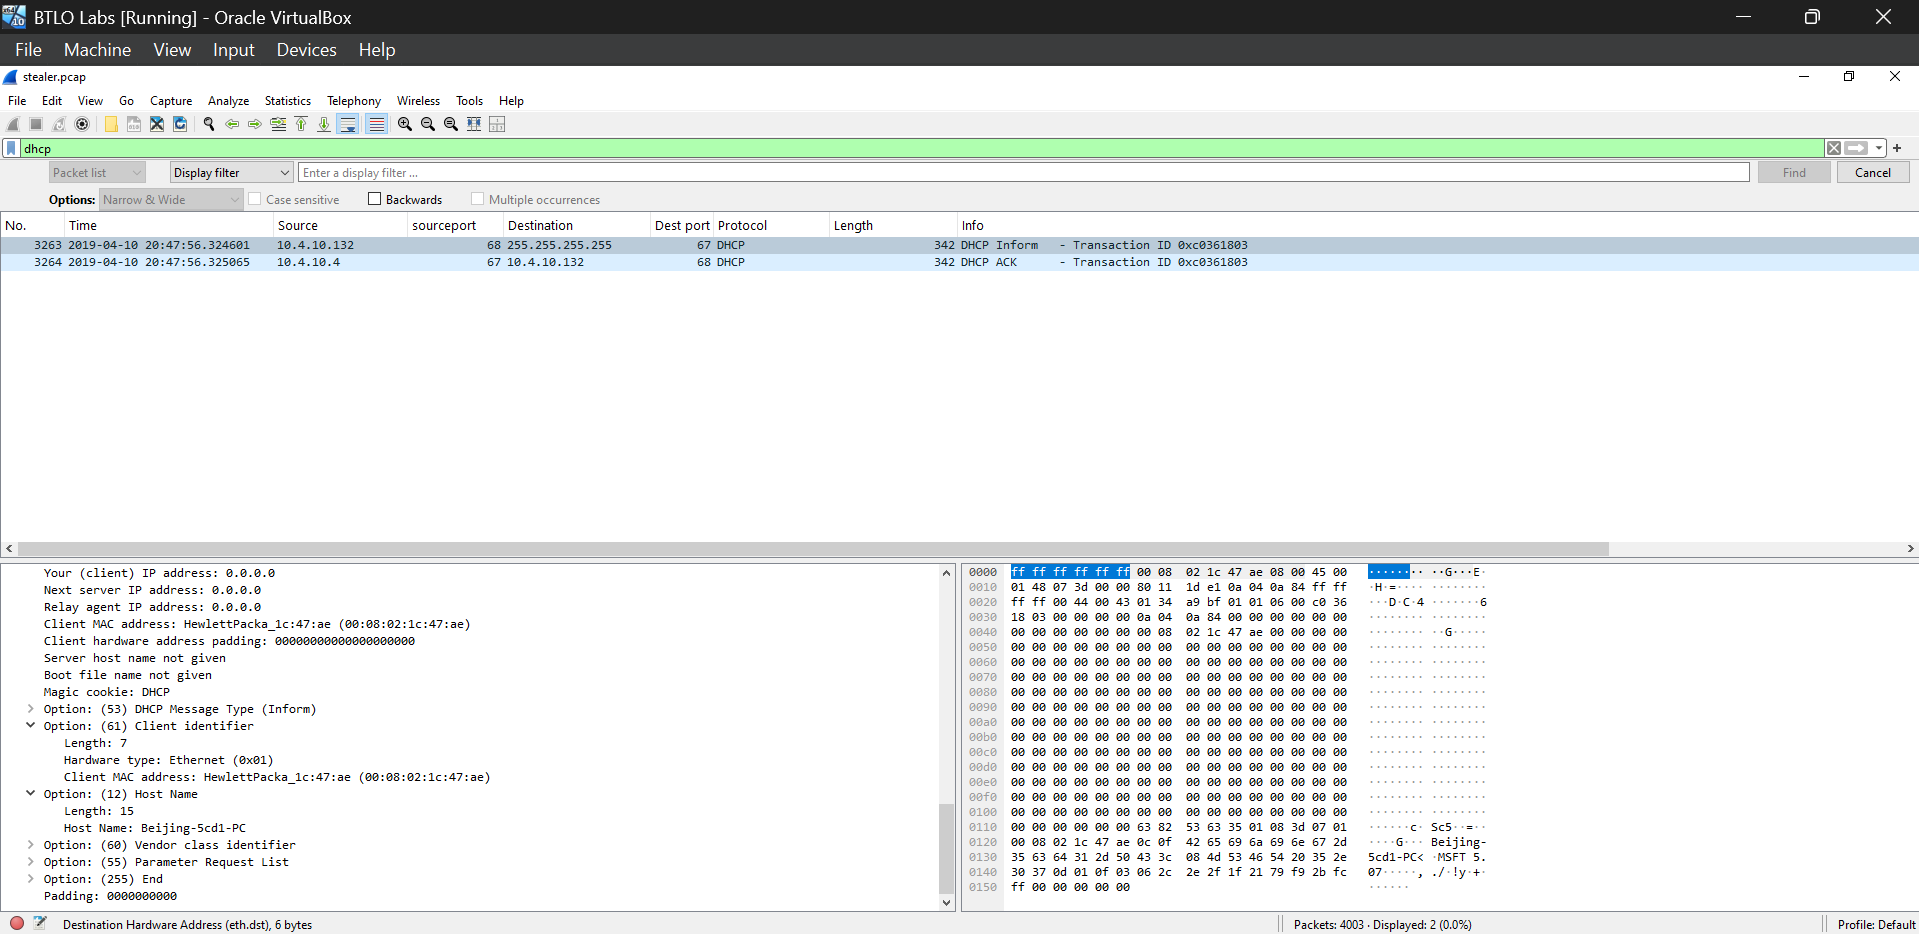 BTLO Labs [Running] - Oracle VirtualBox
File Machine View Input Devices Help
stealer.pcap
File Edit View Go Capture Analyze Statistics Telephony Wireless Tools Help
dhcp
Packet list Display filter Enter a display filter ... Find Cancel
Options: Narrow & Wide Case sensitive Backwards Multiple occurrences
No. Time Source sourceport Destination Dest port Protocol Length Info
3263 2019-04-10 20:47:56.324601 10.4.10.132 68 255.255.255.255 67 DHCP 342 DHCP Inform - Transaction ID 0xc0361803
3264 2019-04-10 20:47:56.325065 10.4.10.4 67 10.4.10.132 68 DHCP 342 DHCP ACK - Transaction ID 0xc0361803
Your (client) IP address: 0.0.0.0
Next server IP address: 0.0.0.0
Relay agent IP address: 0.0.0.0
Client MAC address: HewlettPacka_1c:47:ae (00:08:02:1c:47:ae)
Client hardware address padding: 00000000000000000000
Server host name not given
Boot file name not given
Magic cookie: DHCP
Option: (53) DHCP Message Type (Inform)
Option: (61) Client identifier
Length: 7
Hardware type: Ethernet (0x01)
Client MAC address: HewlettPacka_1c:47:ae (00:08:02:1c:47:ae)
Option: (12) Host Name
Length: 15
Host Name: Beijing-5cd1-PC
Option: (60) Vendor class identifier
Option: (55) Parameter Request List
Option: (255) End
Padding: 0000000000
0000 ff ff ff ff ff ff 00 08 02 1c 47 ae 08 00 45 00 ········ ··G···E·
0010 01 48 07 3d 00 00 80 11 1d e1 0a 04 0a 84 ff ff ·H·=···· ········
0020 ff ff 00 44 00 43 01 34 a9 bf 01 01 06 00 c0 36 ···D·C·4 ·······6
0030 18 03 00 00 00 00 0a 04 0a 84 00 00 00 00 00 00 ········ ········
0040 00 00 00 00 00 00 00 08 02 1c 47 ae 00 00 00 00 ········ ··G·····
0050 00 00 00 00 00 00 00 00 00 00 00 00 00 00 00 00 ········ ········
0060 00 00 00 00 00 00 00 00 00 00 00 00 00 00 00 00 ········ ········
0070 00 00 00 00 00 00 00 00 00 00 00 00 00 00 00 00 ········ ········
0080 00 00 00 00 00 00 00 00 00 00 00 00 00 00 00 00 ········ ········
0090 00 00 00 00 00 00 00 00 00 00 00 00 00 00 00 00 ········ ········
00a0 00 00 00 00 00 00 00 00 00 00 00 00 00 00 00 00 ········ ········
00b0 00 00 00 00 00 00 00 00 00 00 00 00 00 00 00 00 ········ ········
00c0 00 00 00 00 00 00 00 00 00 00 00 00 00 00 00 00 ········ ········
00d0 00 00 00 00 00 00 00 00 00 00 00 00 00 00 00 00 ········ ········
00e0 00 00 00 00 00 00 00 00 00 00 00 00 00 00 00 00 ········ ········
00f0 00 00 00 00 00 00 00 00 00 00 00 00 00 00 00 00 ········ ········
0100 00 00 00 00 00 00 00 00 00 00 00 00 00 00 00 00 ········ ········
0110 00 00 00 00 00 00 63 82 53 63 35 01 08 3d 07 01 ······c· Sc5··=··
0120 00 08 02 1c 47 ae 0c 0f 42 65 69 6a 69 6e 67 2d ····G··· Beijing-
0130 35 63 64 31 2d 50 43 3c 08 4d 53 46 54 20 35 2e 5cd1-PC< ·MSFT 5.
0140 30 37 0d 01 0f 03 06 2c 2e 2f 1f 21 79 f9 2b fc 07·····, ./·!y·+·
0150 ff 00 00 00 00 00 ······
Destination Hardware Address (eth.dst), 6 bytes Packets: 4003 · Displayed: 2 (0.0%) Profile: Default